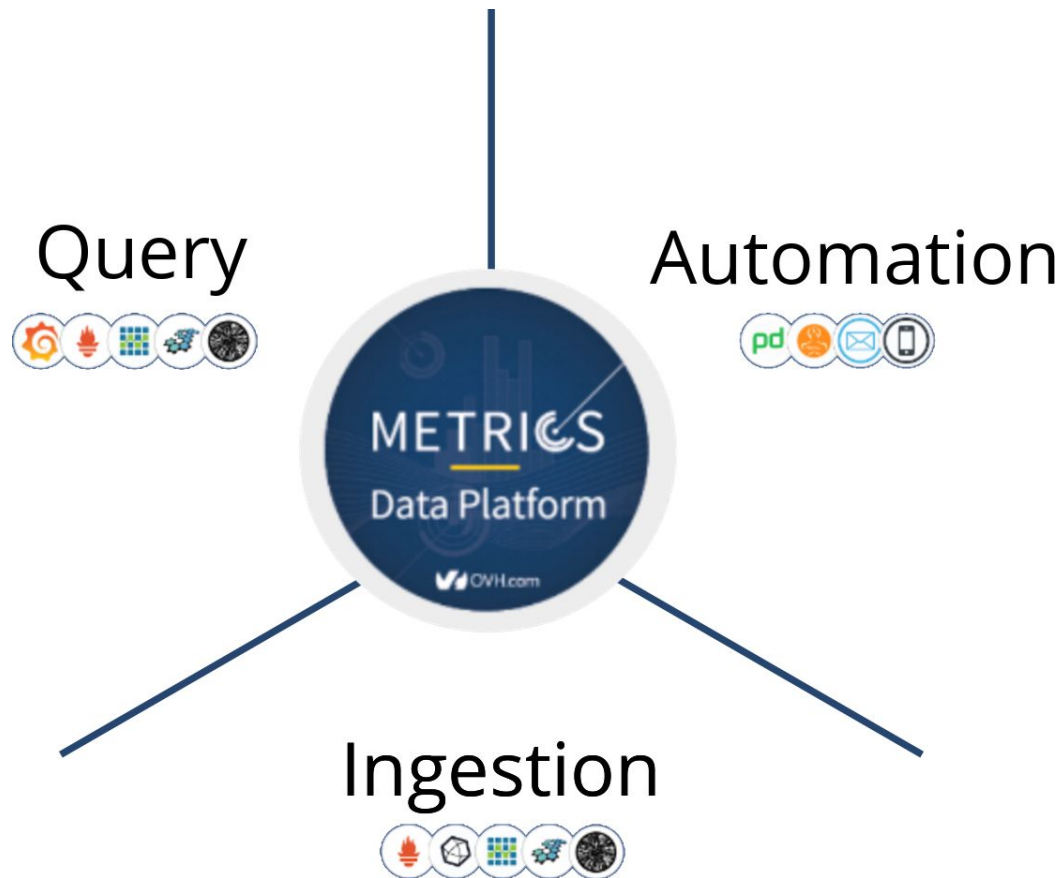 Query
Automation
pd
METRICS
Data Platform
OVH.com
Ingestion